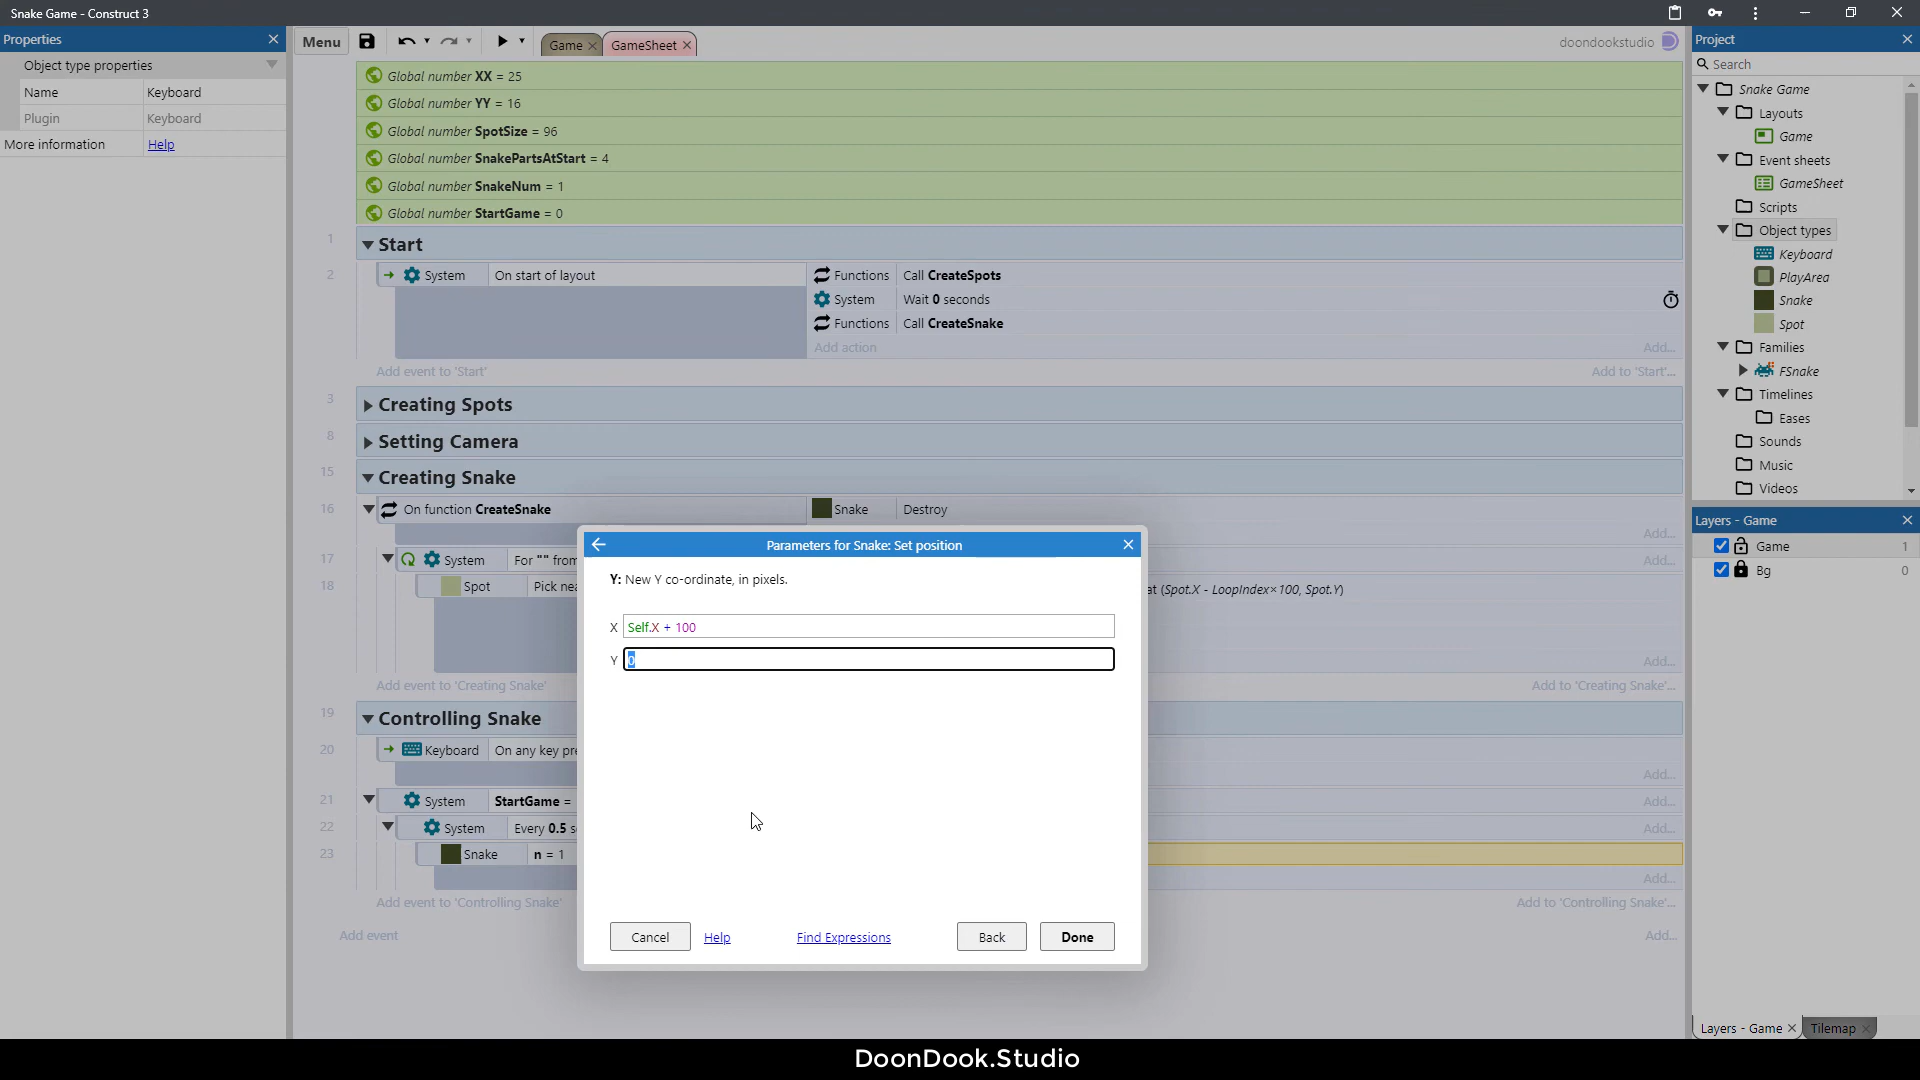 Snake Game - Construct 3
Properties
Object type properties
Name Keyboard
Plugin Keyboard
More information Help
Menu
Game
GameSheet
doondookstudio
Global number XX = 25
Global number YY = 16
Global number SpotSize = 96
Global number SnakePartsAtStart = 4
Global number SnakeNum = 1
Global number StartGame = 0
1 Start
2 System On start of layout Functions Call CreateSpots
System Wait 0 seconds
Functions Call CreateSnake
Add action Add...
Add event to 'Start' Add to 'Start'...
3 Creating Spots
8 Setting Camera
15 Creating Snake
16 On function CreateSnake Snake Destroy
Add...
17 System For "" from Add...
18 Spot Pick nea at (Spot.X - LoopIndex×100, Spot.Y)
Add...
Add event to 'Creating Snake' Add to 'Creating Snake'...
19 Controlling Snake
20 Keyboard On any key pre
Add...
21 System StartGame = Add...
22 System Every 0.5 s Add...
23 Snake n = 1
Add...
Add event to 'Controlling Snake' Add to 'Controlling Snake'...
Add event Add...
Parameters for Snake: Set position
Y: New Y co-ordinate, in pixels.
X Self.X + 100
Y 0
Cancel Help Find Expressions Back Done
Project
Search
Snake Game
Layouts
Game
Event sheets
GameSheet
Scripts
Object types
Keyboard
PlayArea
Snake
Spot
Families
FSnake
Timelines
Eases
Sounds
Music
Videos
Layers - Game
Game 1
Bg 0
Layers - Game Tilemap
DoonDook.Studio